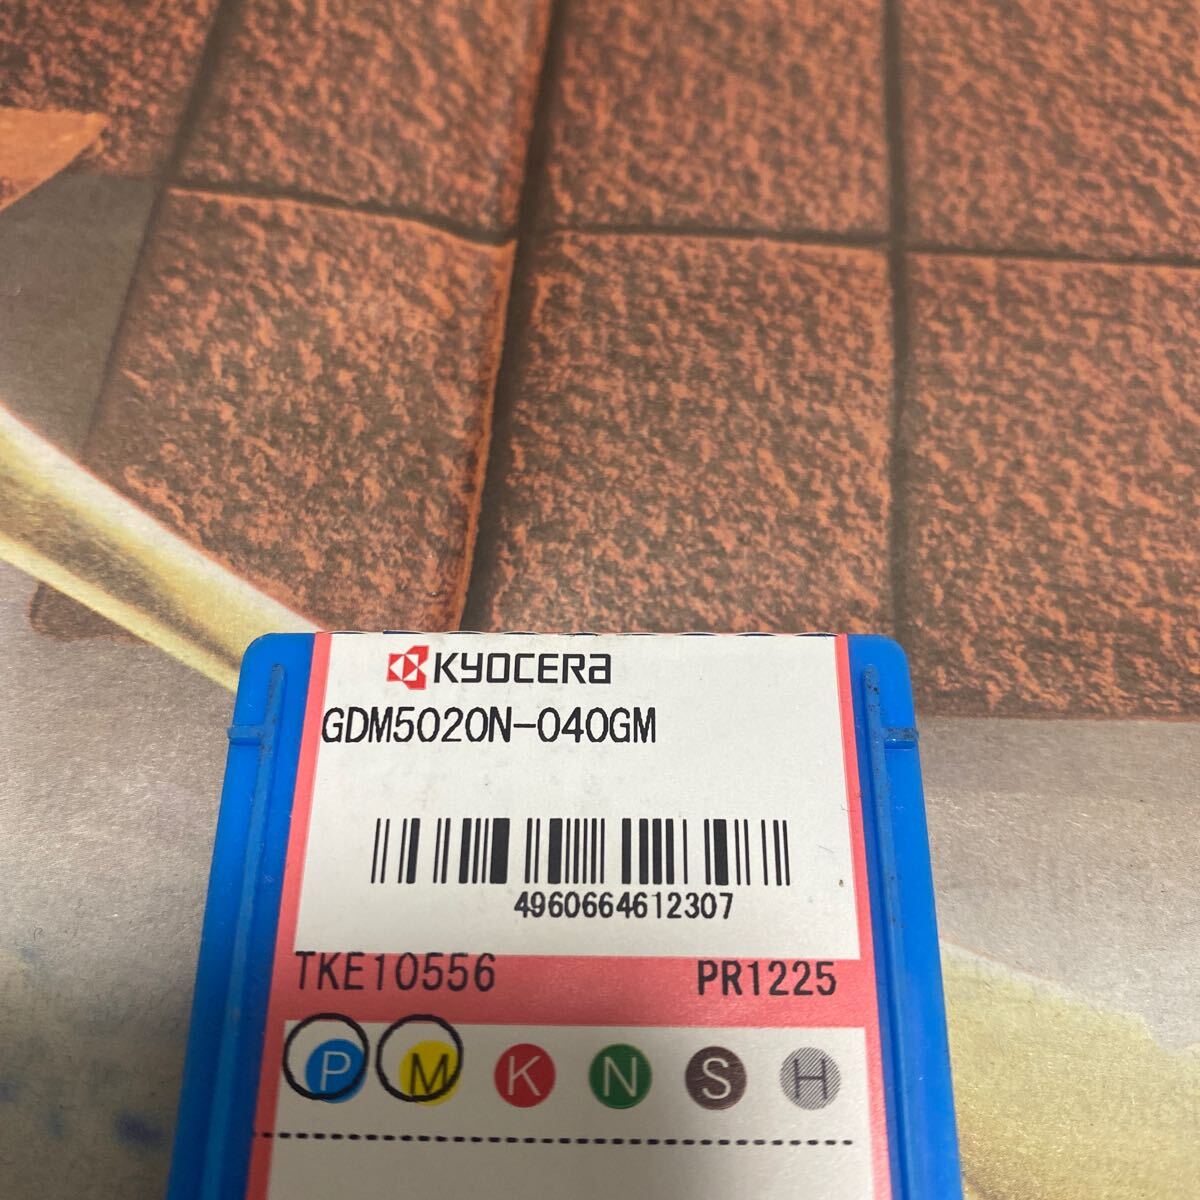 KYOCERA
GDM5020N-040GM
4960664612307
TKE10556 PR1225
P M K N S H